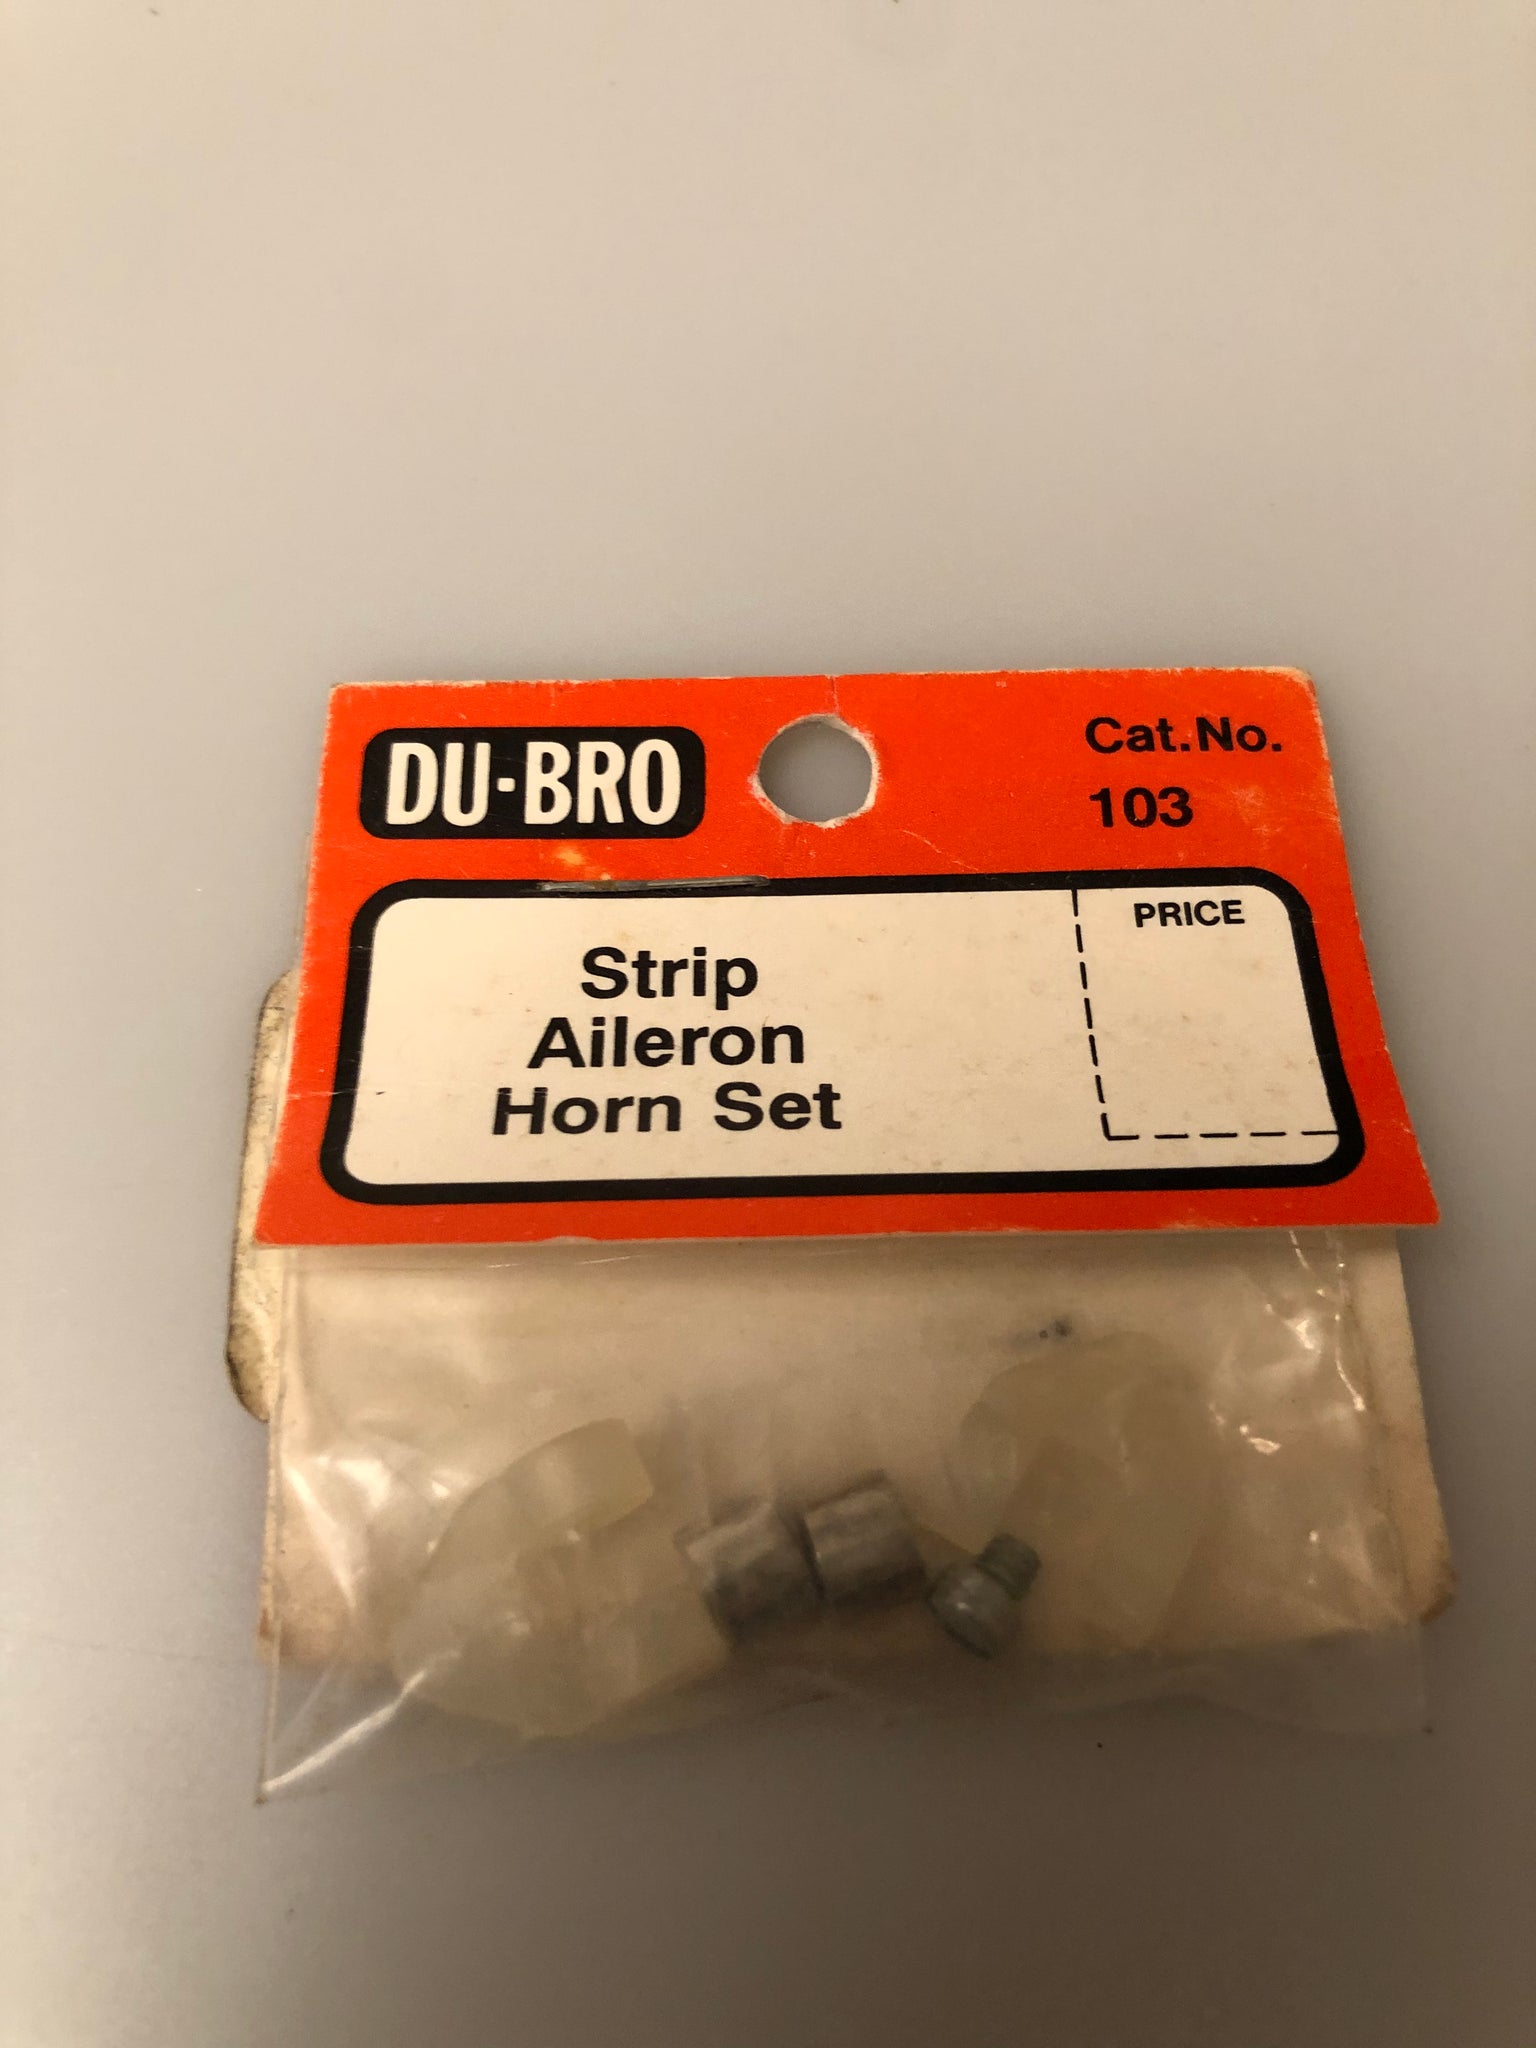 DU-BRO
Cat. No.
103
PRICE
Strip
Aileron
Horn Set